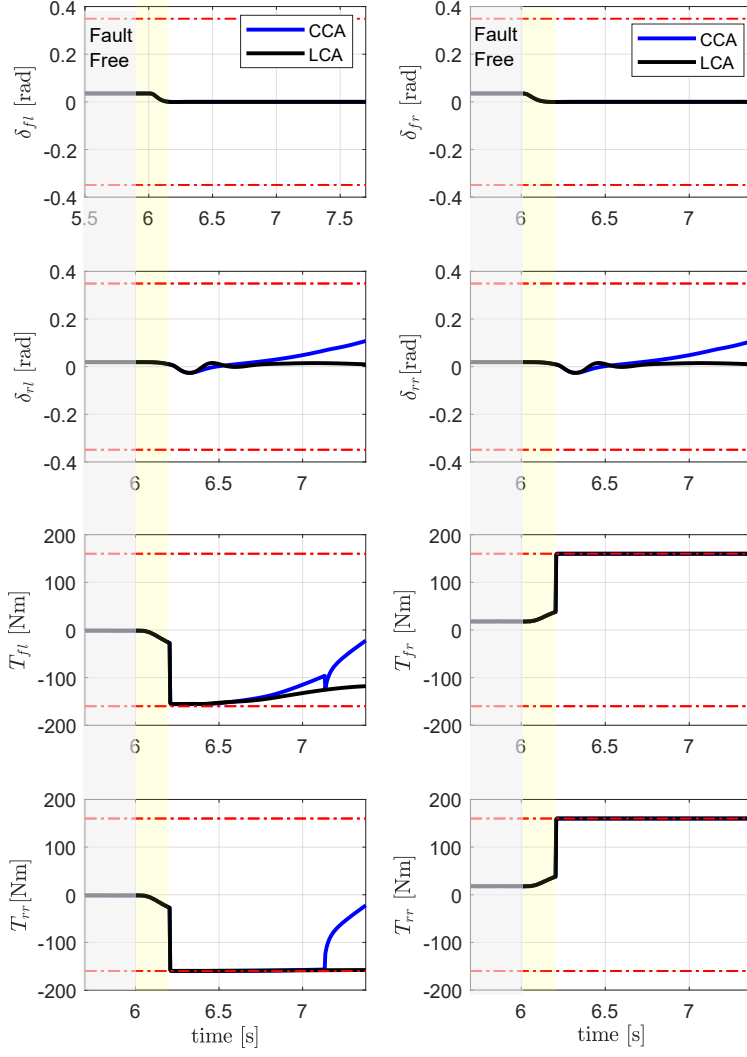 0.4
0.2
0
-0.2
-0.4
δfl [rad]
Fault
Free
CCA
LCA
5.5 6 6.5 7 7.5
0.4
0.2
0
-0.2
-0.4
δfr [rad]
Fault
Free
CCA
LCA
6 6.5 7
0.4
0.2
0
-0.2
-0.4
δrl [rad]
6 6.5 7
0.4
0.2
0
-0.2
-0.4
δrr [rad]
6 6.5 7
200
100
0
-100
-200
Tfl [Nm]
6 6.5 7
200
100
0
-100
-200
Tfr [Nm]
6 6.5 7
200
100
0
-100
-200
Trr[Nm]
6 6.5 7
time [s]
200
100
0
-100
-200
Trr [Nm]
6 6.5 7
time [s]